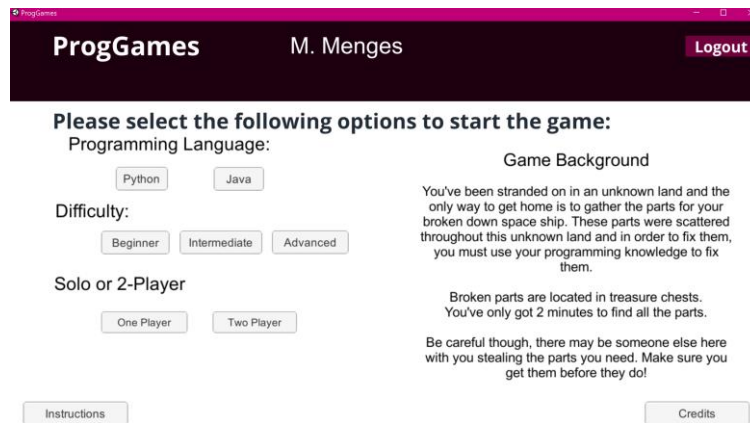 ProgGames
ProgGames
M. Menges
Logout
Please select the following options to start the game:
Programming Language:
Python
Java
Difficulty:
Beginner
Intermediate
Advanced
Solo or 2-Player
One Player
Two Player
Game Background
You've been stranded on in an unknown land and the
only way to get home is to gather the parts for your
broken down space ship. These parts were scattered
throughout this unknown land and in order to fix them,
you must use your programming knowledge to fix
them.
Broken parts are located in treasure chests.
You've only got 2 minutes to find all the parts.
Be careful though, there may be someone else here
with you stealing the parts you need. Make sure you
get them before they do!
Instructions
Credits